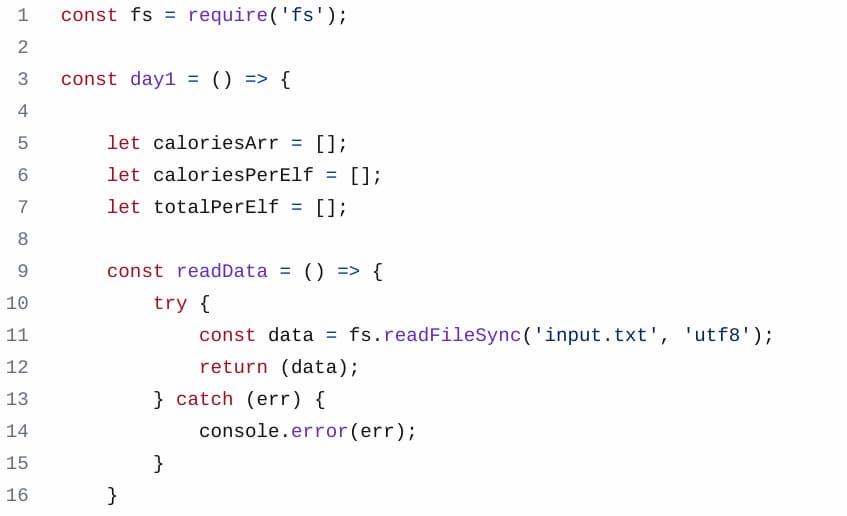 1 const fs = require('fs');
2
3 const day1 = () => {
4
5     let caloriesArr = [];
6     let caloriesPerElf = [];
7     let totalPerElf = [];
8
9     const readData = () => {
10         try {
11             const data = fs.readFileSync('input.txt', 'utf8');
12             return (data);
13         } catch (err) {
14             console.error(err);
15         }
16     }